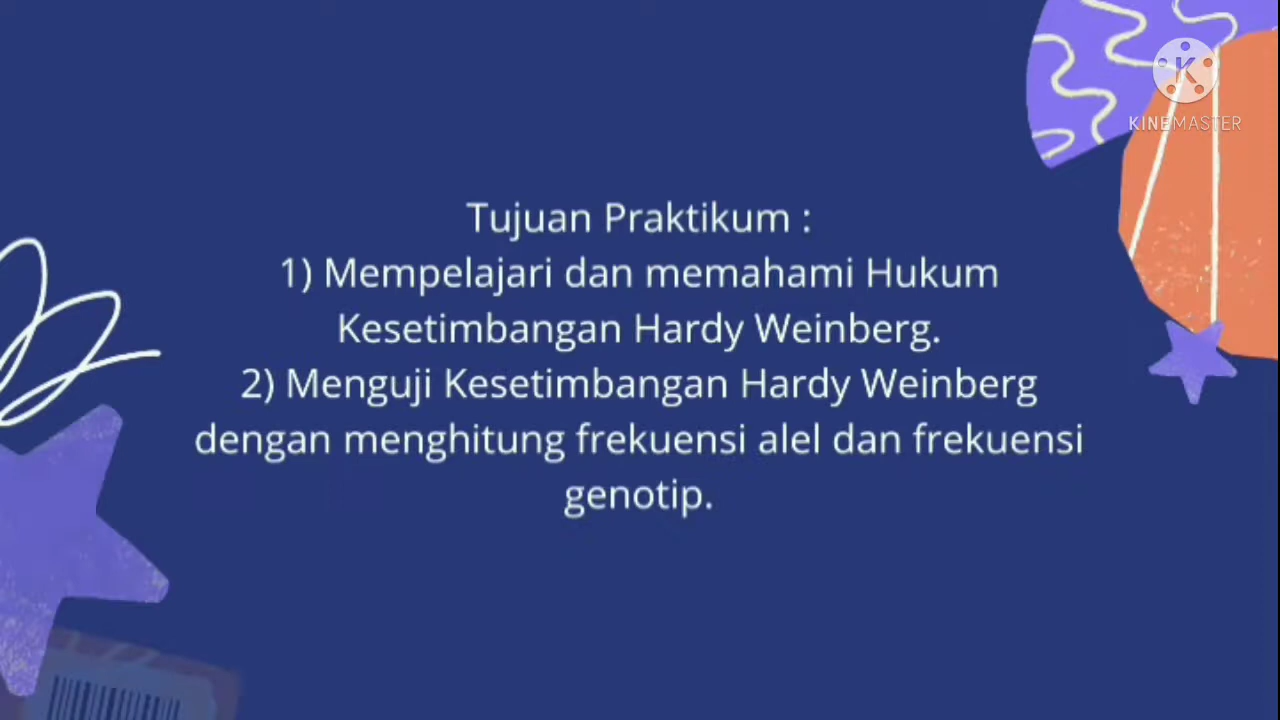 KINEMASTER
Tujuan Praktikum :
1) Mempelajari dan memahami Hukum
Kesetimbangan Hardy Weinberg.
2) Menguji Kesetimbangan Hardy Weinberg
dengan menghitung frekuensi alel dan frekuensi
genotip.